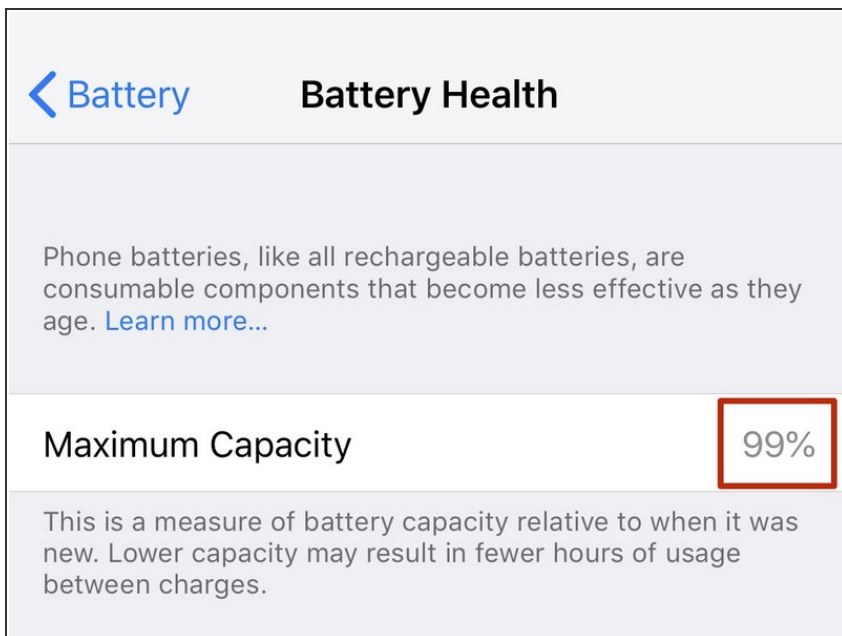 Battery
Battery Health
Phone batteries, like all rechargeable batteries, are
consumable components that become less effective as they
age. Learn more...
Maximum Capacity 99%
This is a measure of battery capacity relative to when it was
new. Lower capacity may result in fewer hours of usage
between charges.